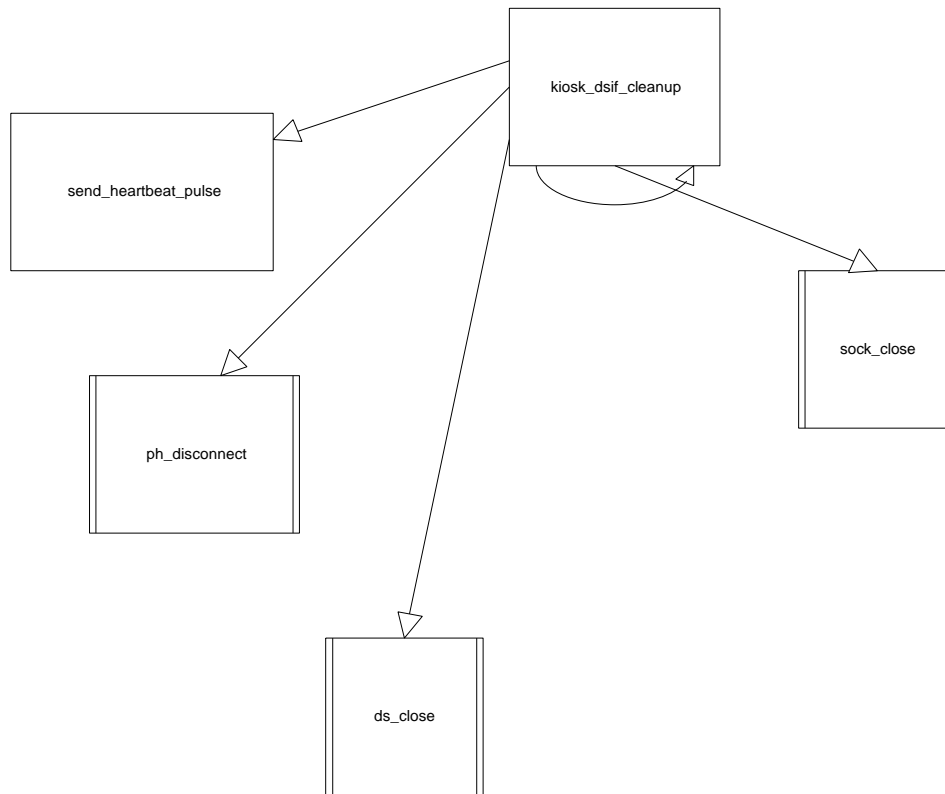 kiosk_dsif_cleanup
send_heartbeat_pulse
sock_close
ph_disconnect
ds_close